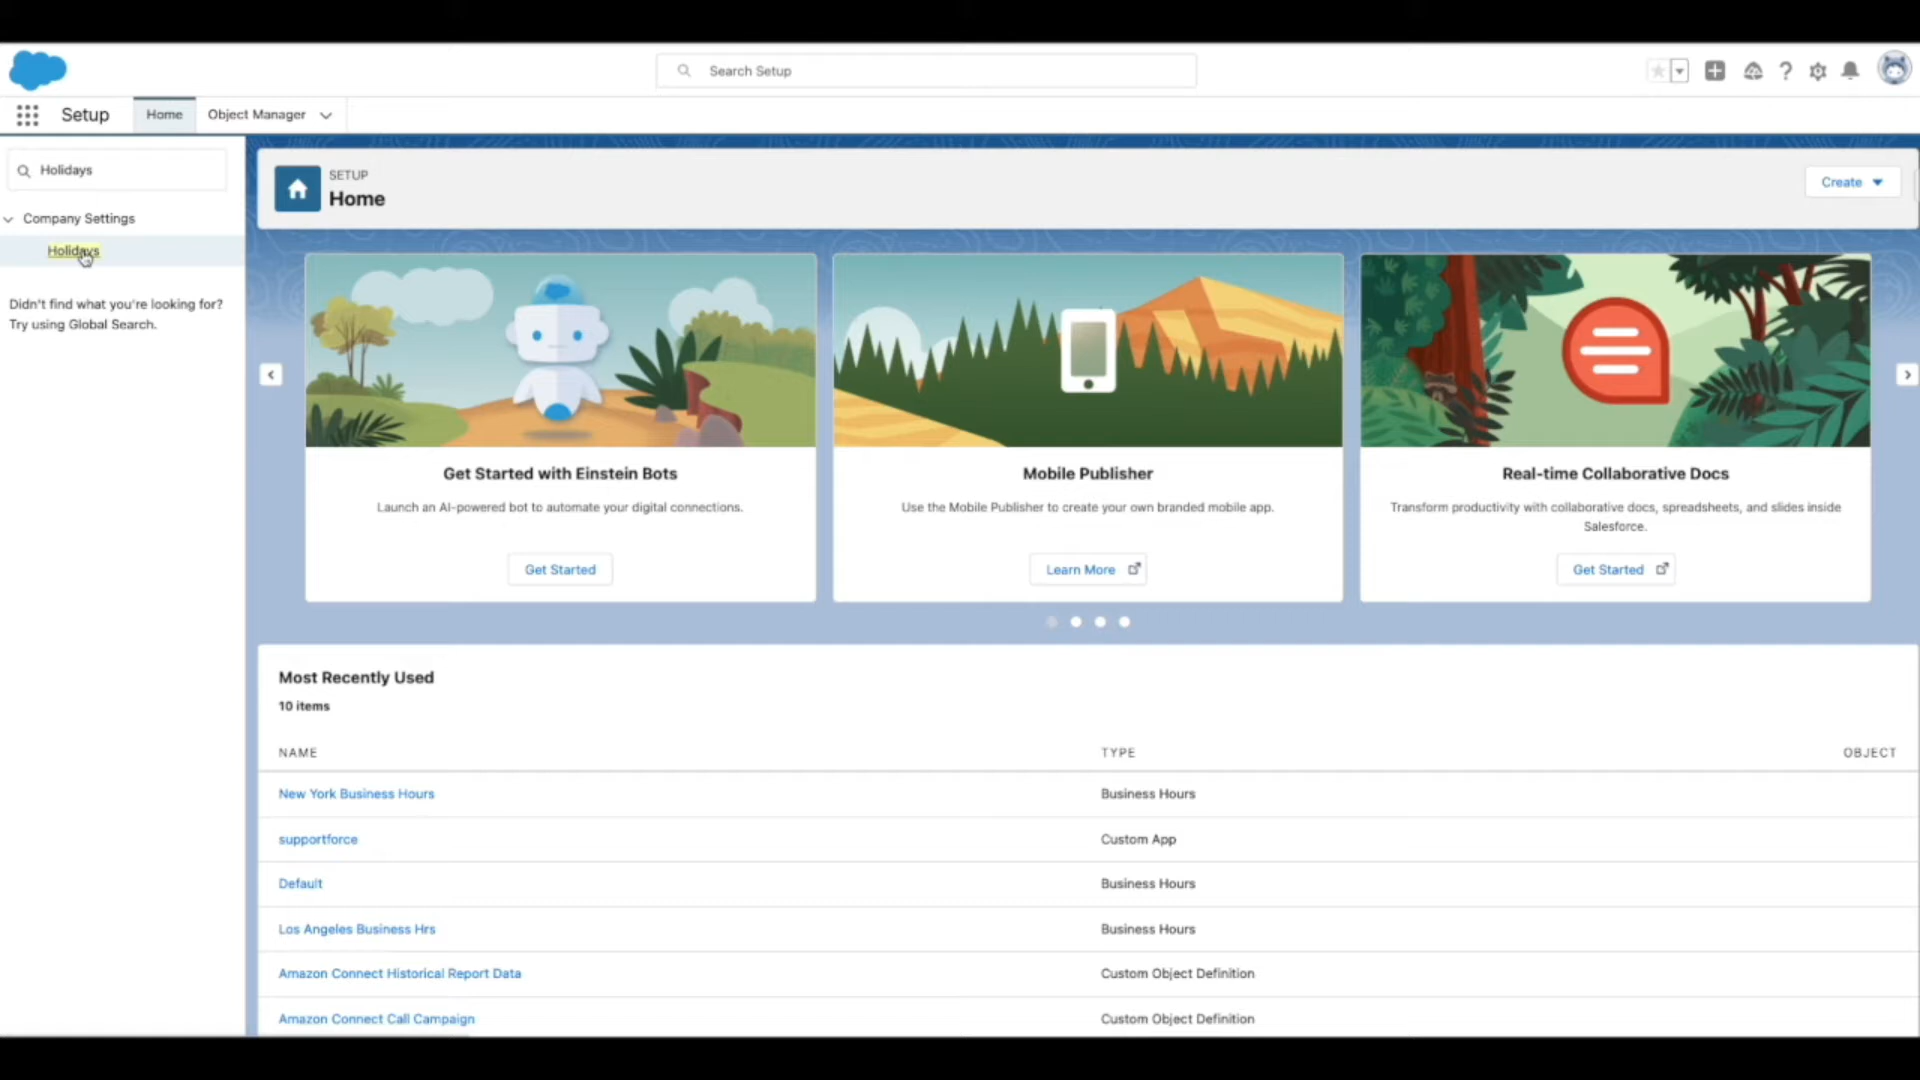 Search Setup
Setup
Home
Object Manager
Holidays
Company Settings
Holidays
Didn't find what you're looking for?
Try using Global Search.
SETUP
Home
Create
Get Started with Einstein Bots
Launch an AI-powered bot to automate your digital connections.
Get Started
Mobile Publisher
Use the Mobile Publisher to create your own branded mobile app.
Learn More
Real-time Collaborative Docs
Transform productivity with collaborative docs, spreadsheets, and slides inside
Salesforce.
Get Started
Most Recently Used
10 items
NAME TYPE OBJECT
New York Business Hours Business Hours
supportforce Custom App
Default Business Hours
Los Angeles Business Hrs Business Hours
Amazon Connect Historical Report Data Custom Object Definition
Amazon Connect Call Campaign Custom Object Definition